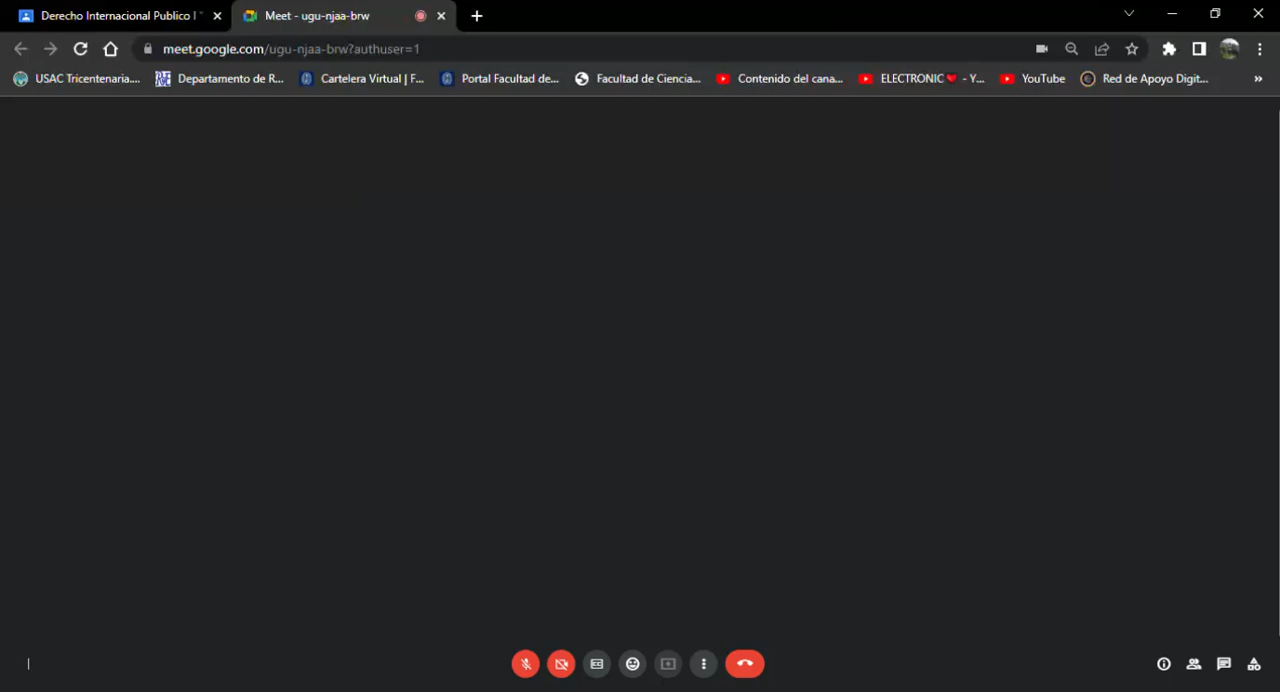 Derecho Internacional Publico I "
Meet - ugu-njaa-brw
meet.google.com/ugu-njaa-brw?authuser=1
USAC Tricentenaria....
Departamento de R...
Cartelera Virtual | F...
Portal Facultad de...
Facultad de Ciencia...
Contenido del cana...
ELECTRONIC❤ - Y...
YouTube
Red de Apoyo Digit...
»